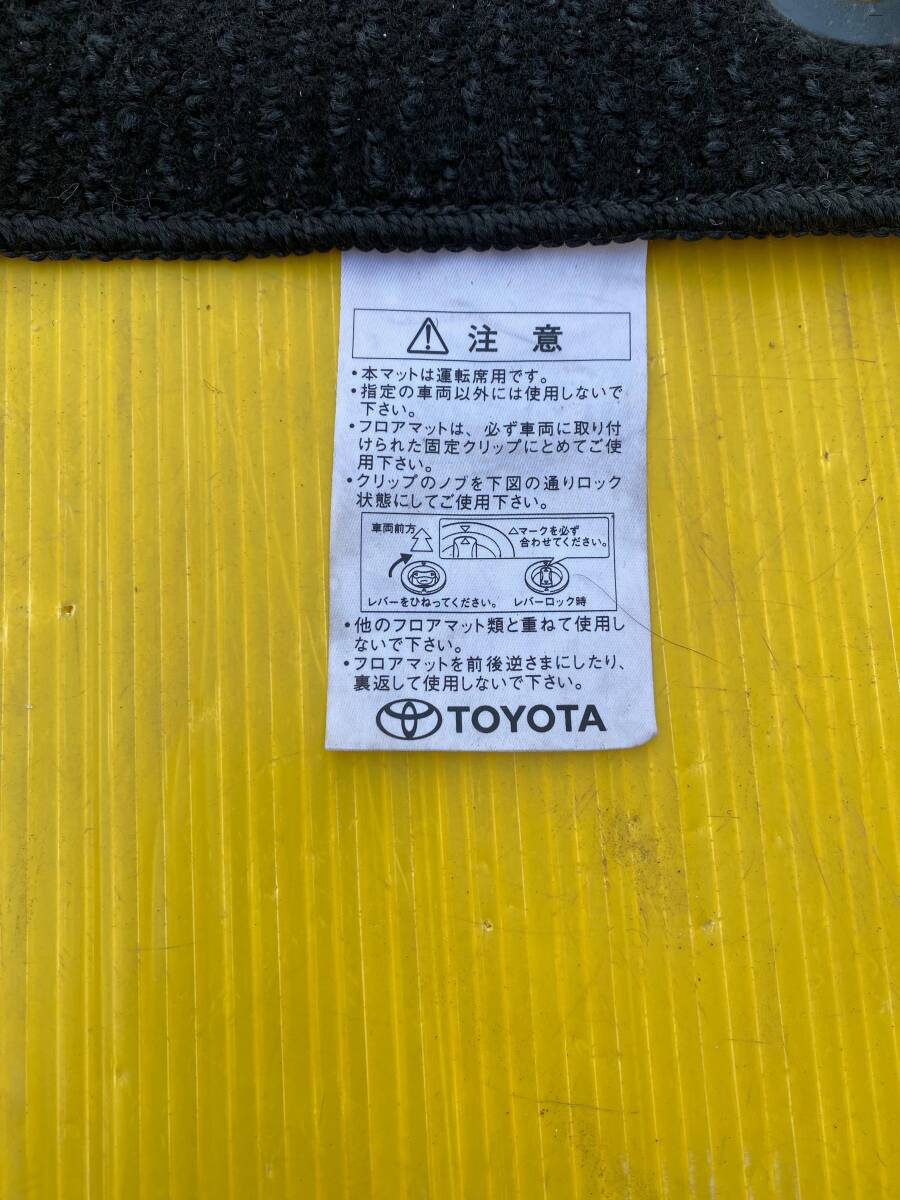 注意
・本マットは運転席用です。
・指定の車両以外には使用しないで
下さい。
・フロアマットは、必ず車両に取り付
けられた固定クリップにとめてご使
用下さい。
・クリップのノブを下図の通りロック
状態にしてご使用下さい。
車両前方
△マークを必ず
合わせてください。
レバーをひねってください。
レバーロック時
・他のフロアマット類と重ねて使用し
ないで下さい。
・フロアマットを前後逆さまにしたり、
裏返して使用しないで下さい。
TOYOTA